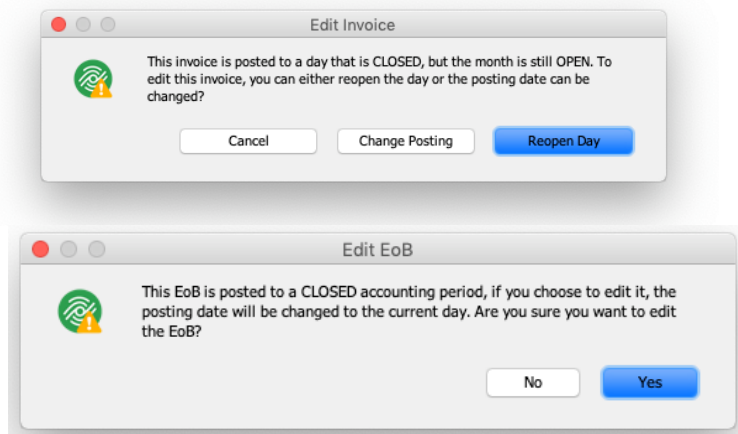 Edit Invoice
This invoice is posted to a day that is CLOSED, but the month is still OPEN. To
edit this invoice, you can either reopen the day or the posting date can be
changed?
Cancel
Change Posting
Reopen Day
Edit EoB
This EoB is posted to a CLOSED accounting period, if you choose to edit it, the
posting date will be changed to the current day. Are you sure you want to edit
the EoB?
No
Yes